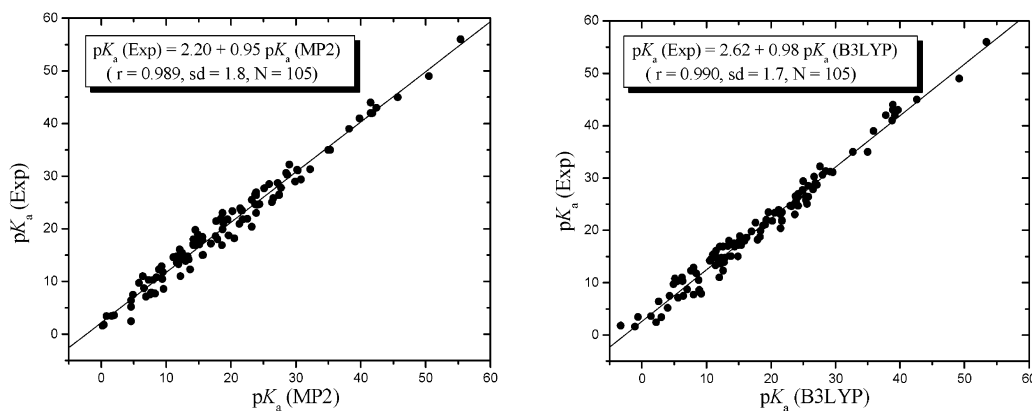 pKa (Exp) = 2.20 + 0.95 pKa (MP2)
( r = 0.989, sd = 1.8, N = 105)
60
50
40
30
20
10
0
pKa (Exp)
0 10 20 30 40 50 60
pKa (MP2)
pKa (Exp) = 2.62 + 0.98 pKa (B3LYP)
( r = 0.990, sd = 1.7, N = 105)
60
50
40
30
20
10
0
pKa (Exp)
0 10 20 30 40 50 60
pKa (B3LYP)